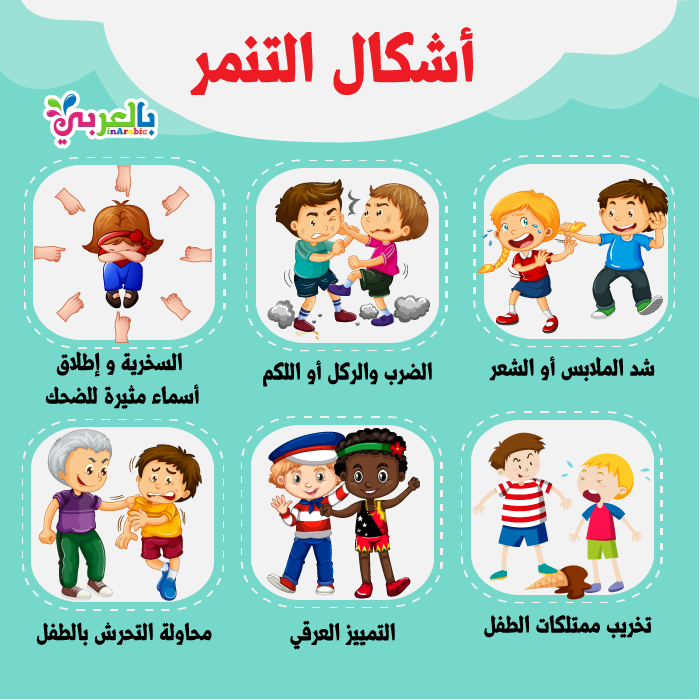 أشكال التنمر
بالعربي
inArabic
شد الملابس أو الشعر
الضرب والركل أو اللكم
السخرية و إطلاق
أسماء مثيرة للضحك
تخريب ممتلكات الطفل
التمييز العرقي
محاولة التحرش بالطفل